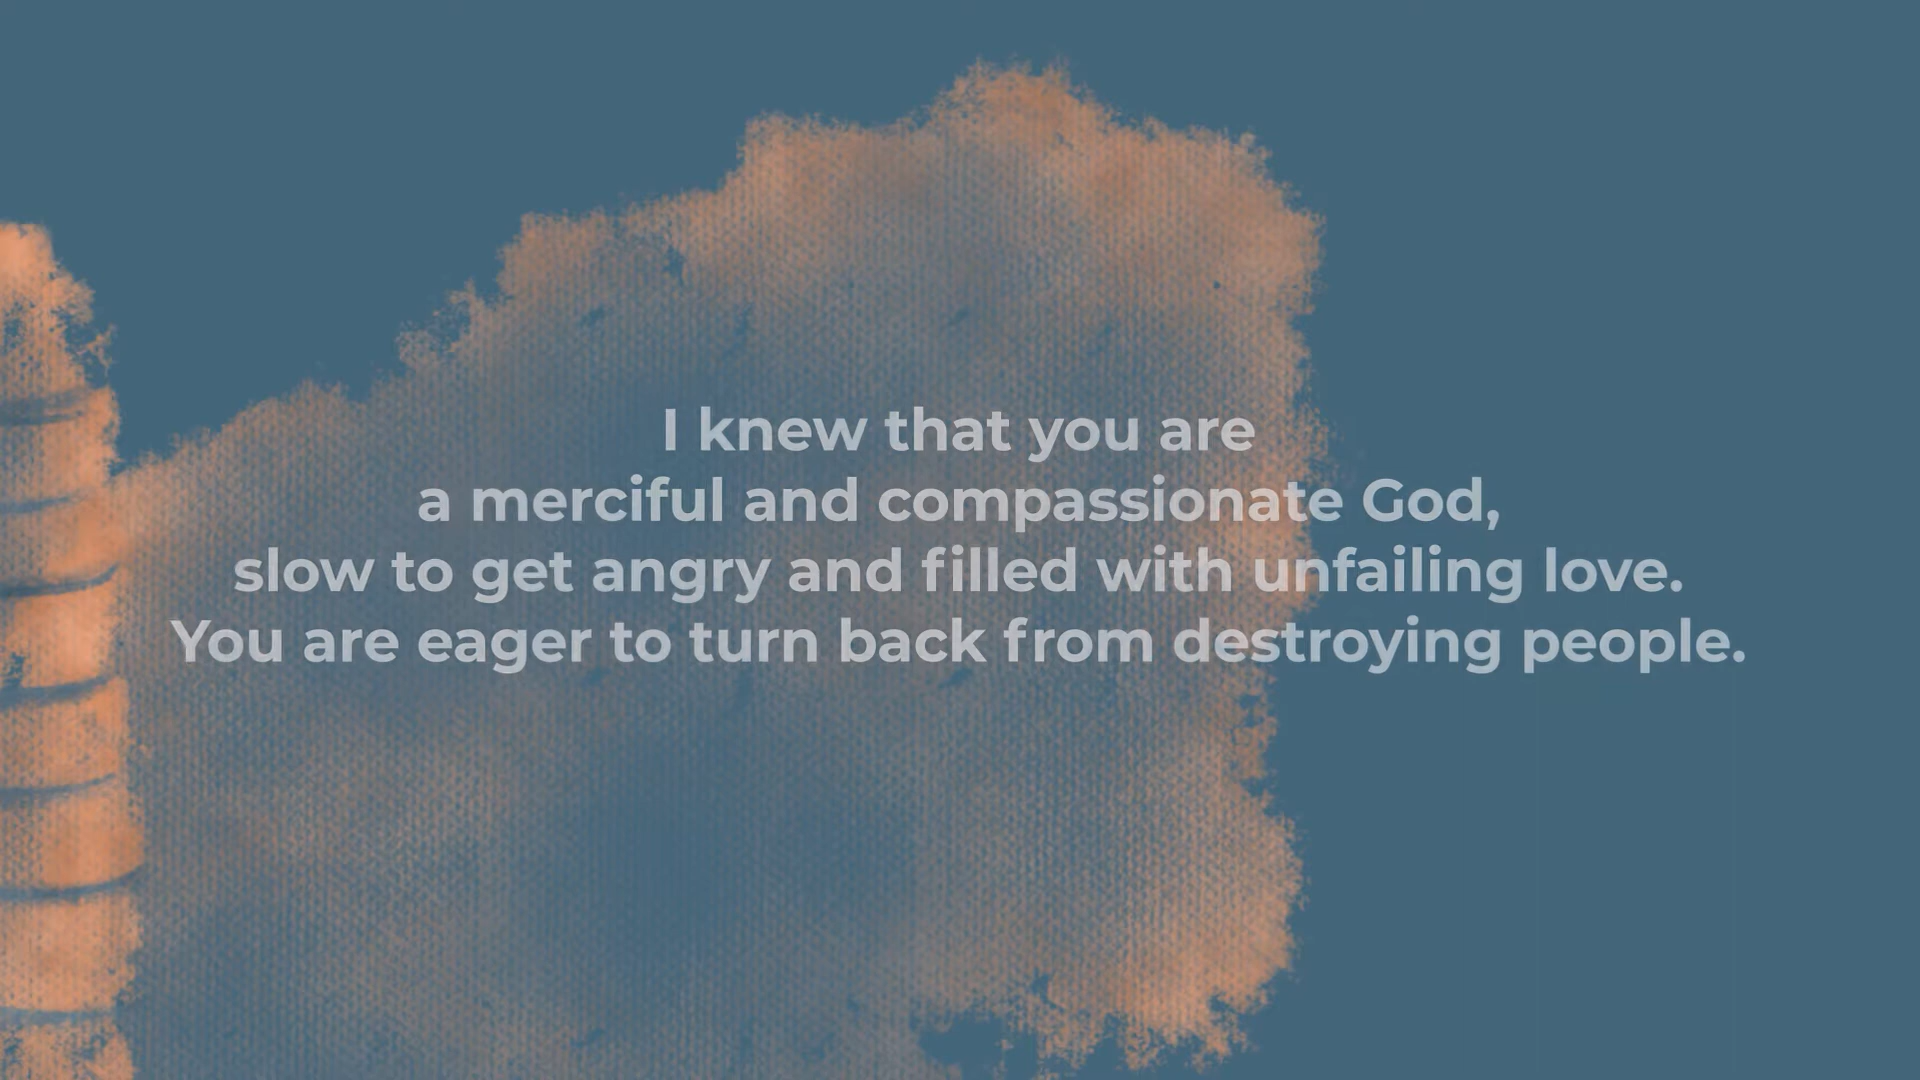 I knew that you are
a merciful and compassionate God,
slow to get angry and filled with unfailing love.
You are eager to turn back from destroying people.